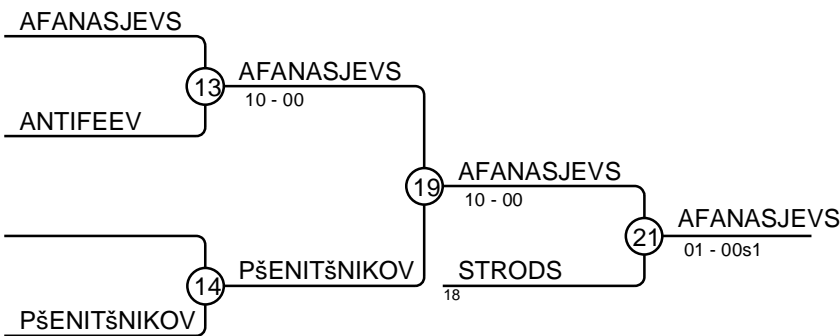 AFANASJEVS
13
AFANASJEVS
10 - 00
ANTIFEEV
19
AFANASJEVS
10 - 00
21
AFANASJEVS
01 - 00s1
14
PšENITšNIKOV
STRODS
18
PšENITšNIKOV